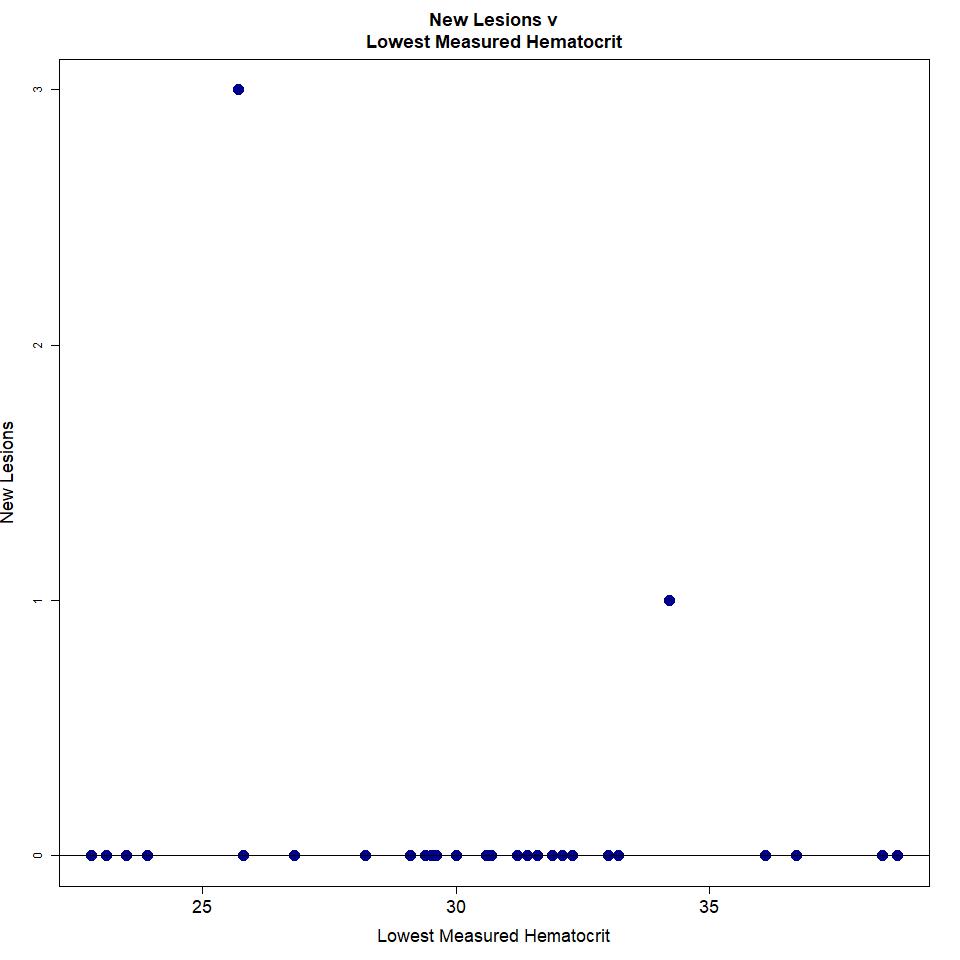 New Lesions v
Lowest Measured Hematocrit
3
2
1
0
New Lesions
25 30 35
Lowest Measured Hematocrit